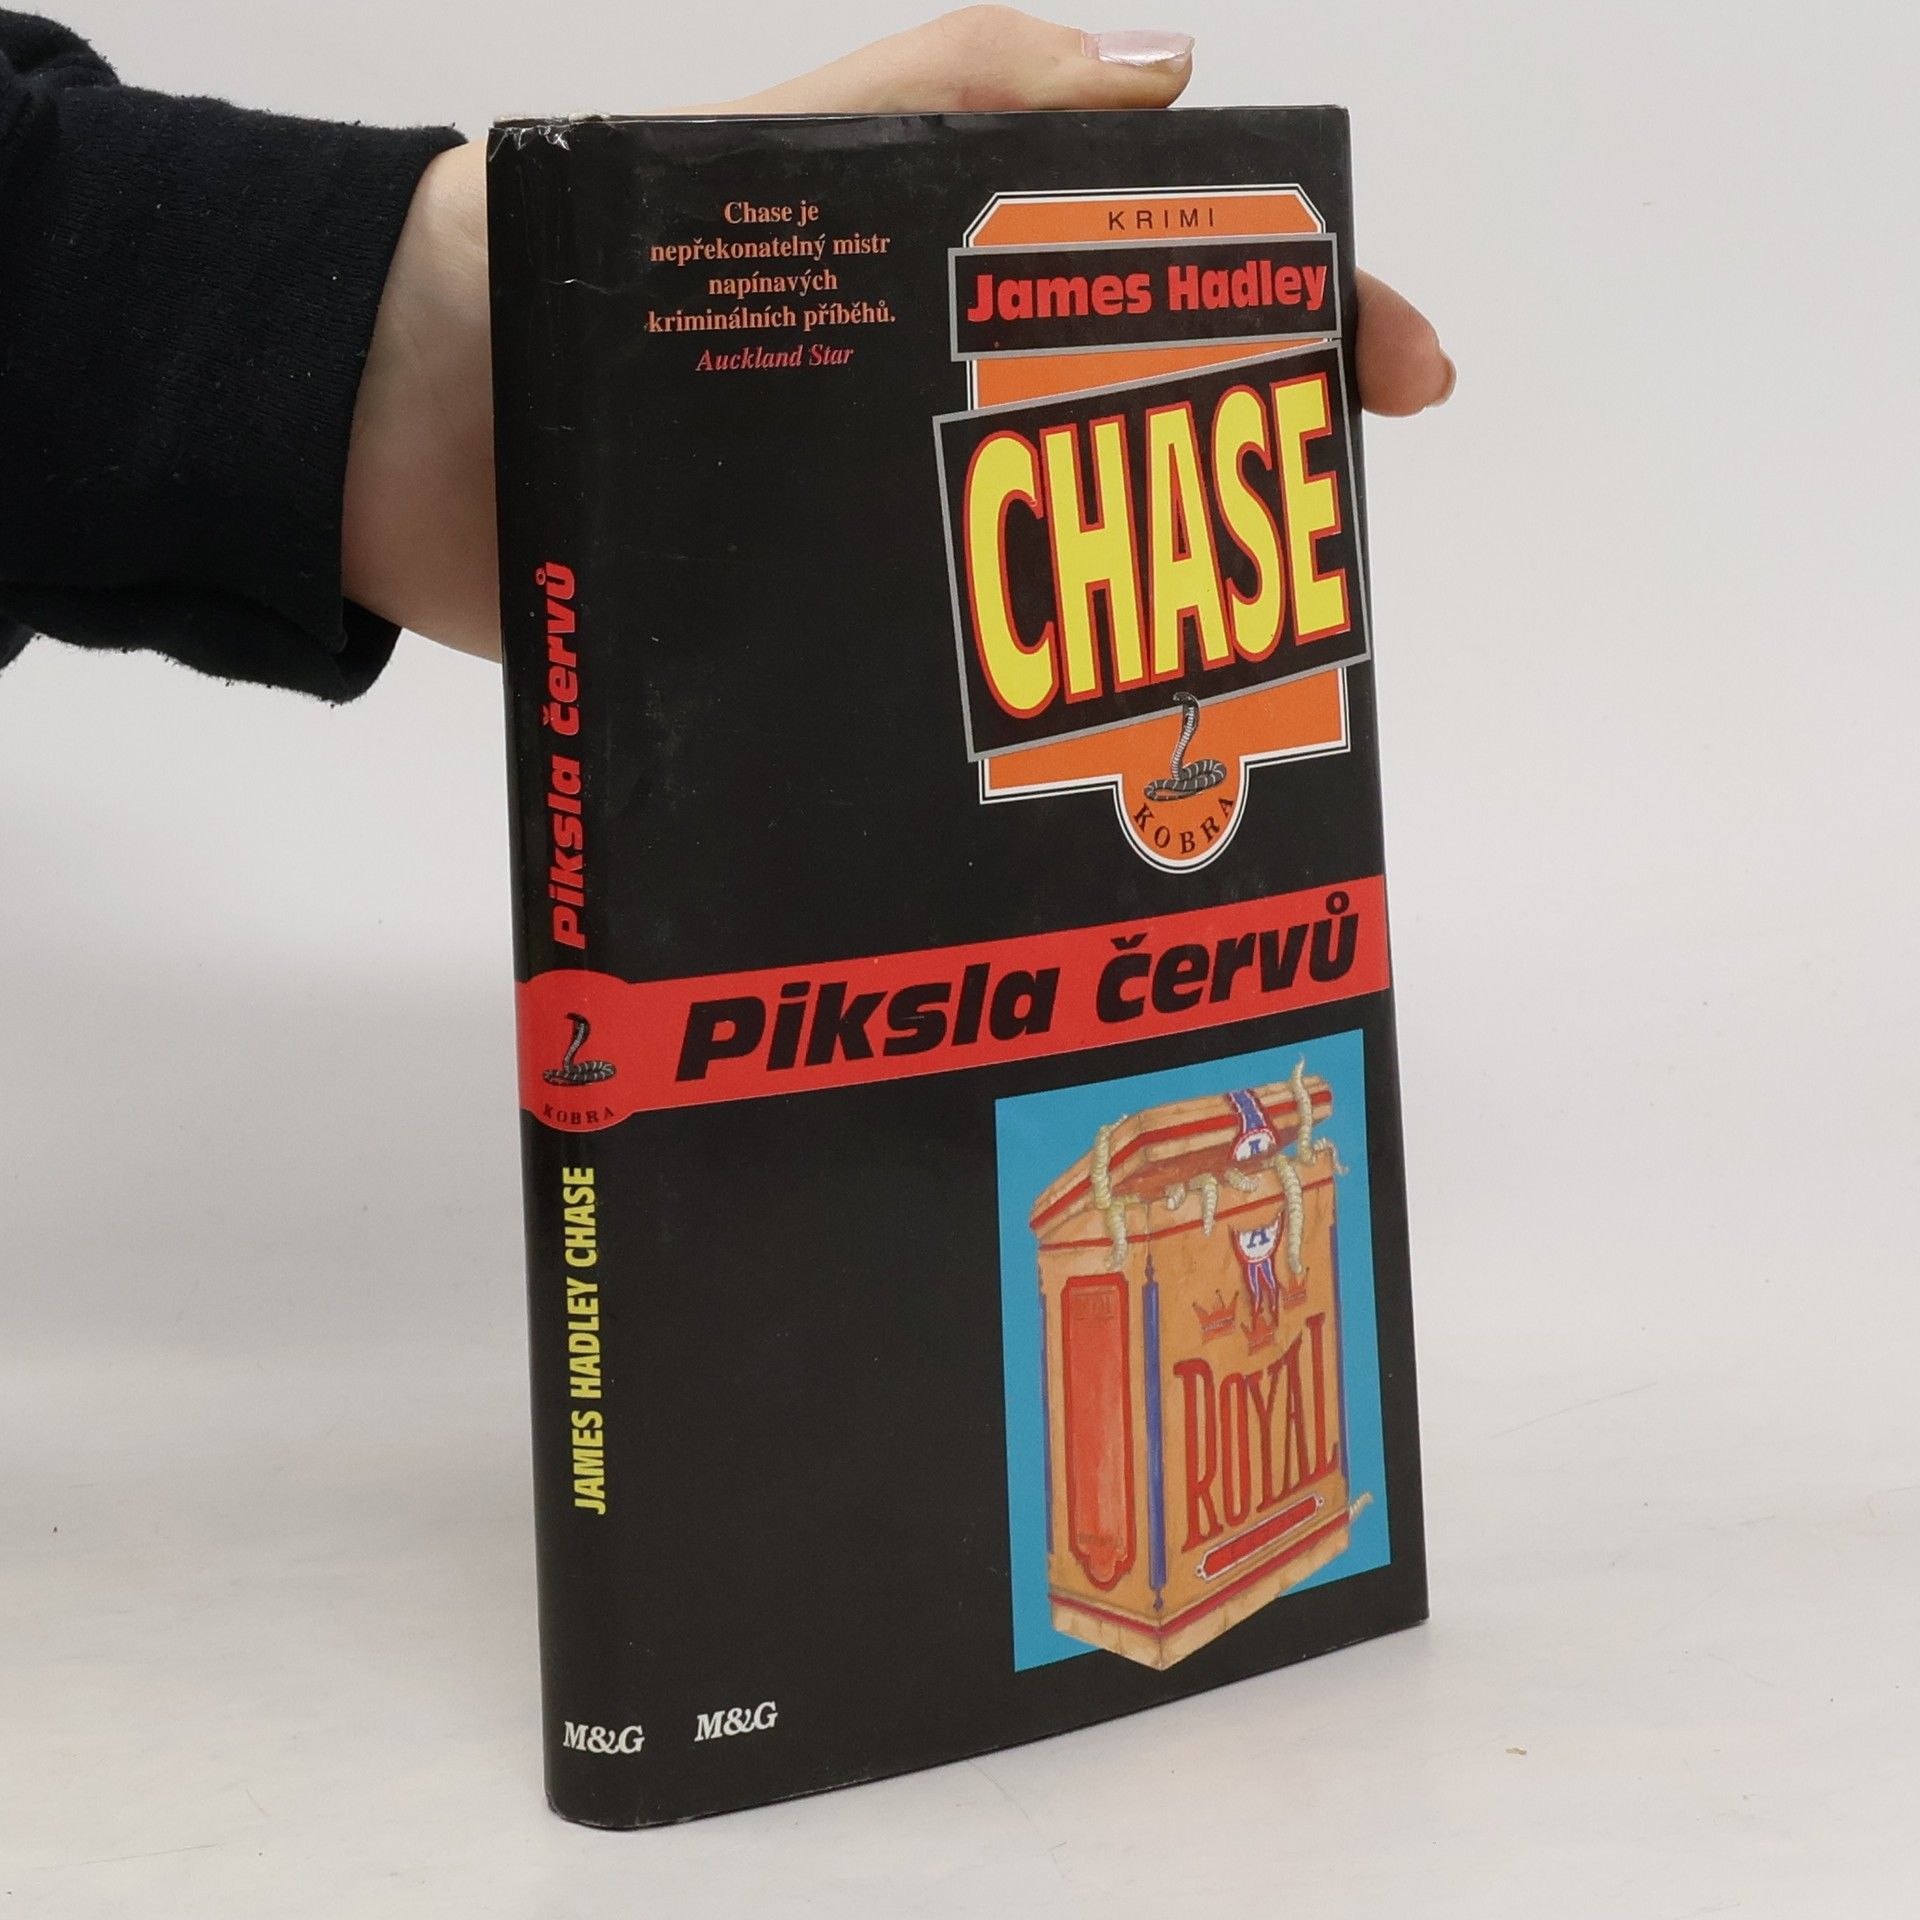 Chase je
nepřekonatelný mistr
napínavých
kriminálních příběhů.
Auckland Star
KRIMI
James Hadley
CHASE
KOBRA
Piksla červů
A
A
ROYAL
M&G
Piksla červů
KOBRA
JAMES HADLEY CHASE
M&G